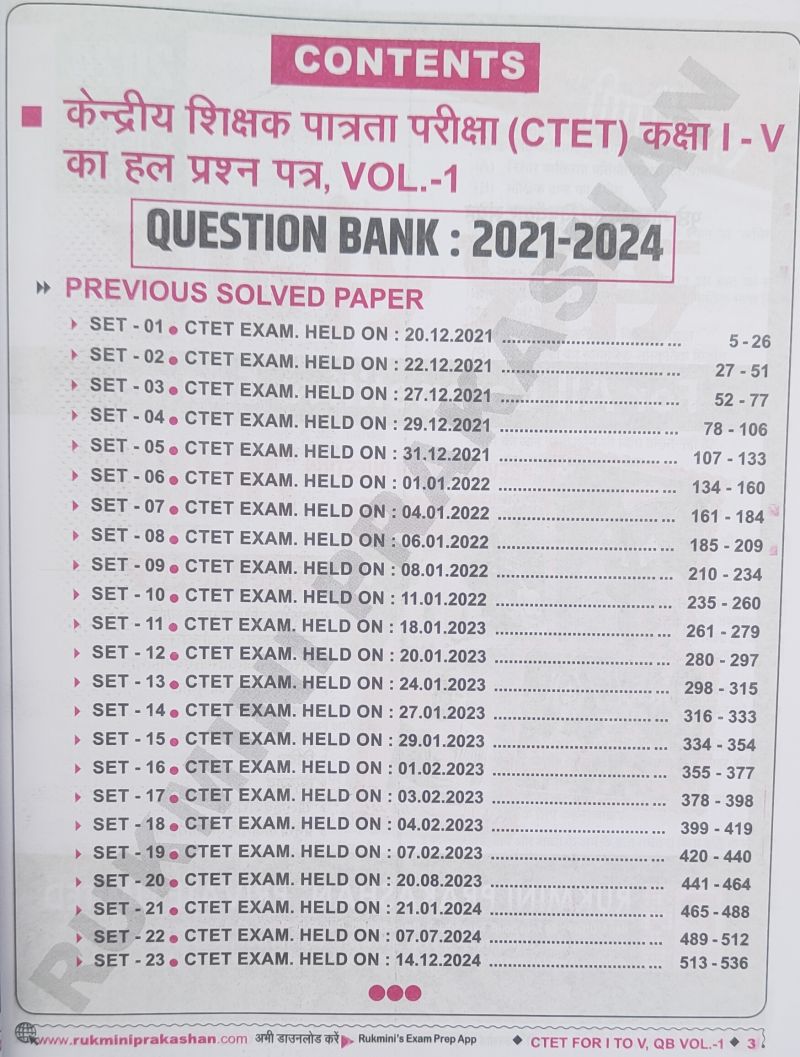 CONTENTS
■ केन्द्रीय शिक्षक पात्रता परीक्षा (CTET) कक्षा I - V
का हल प्रश्न पत्र, VOL.-1
QUESTION BANK : 2021-2024
PREVIOUS SOLVED PAPER
SET - 01 ● CTET EXAM. HELD ON : 20.12.2021 ................................. ... 5 - 26
SET - 02 ● CTET EXAM. HELD ON : 22.12.2021 ................................. ... 27 - 51
SET - 03 ● CTET EXAM. HELD ON : 27.12.2021 ................................. ... 52 - 77
SET - 04 ● CTET EXAM. HELD ON : 29.12.2021 ................................. ... 78 - 106
SET - 05 ● CTET EXAM. HELD ON : 31.12.2021 ................................. ... 107 - 133
SET - 06 ● CTET EXAM. HELD ON : 01.01.2022 ................................. ... 134 - 160
SET - 07 ● CTET EXAM. HELD ON : 04.01.2022 ................................. ... 161 - 184
SET - 08 ● CTET EXAM. HELD ON : 06.01.2022 ................................. ... 185 - 209
SET - 09 ● CTET EXAM. HELD ON : 08.01.2022 ................................. ... 210 - 234
SET - 10 ● CTET EXAM. HELD ON : 11.01.2022 ................................. ... 235 - 260
SET - 11 ● CTET EXAM. HELD ON : 18.01.2023 ................................. ... 261 - 279
SET - 12 ● CTET EXAM. HELD ON : 20.01.2023 ................................. ... 280 - 297
SET - 13 ● CTET EXAM. HELD ON : 24.01.2023 ................................. ... 298 - 315
SET - 14 ● CTET EXAM. HELD ON : 27.01.2023 ................................. ... 316 - 333
SET - 15 ● CTET EXAM. HELD ON : 29.01.2023 ................................. ... 334 - 354
SET - 16 ● CTET EXAM. HELD ON : 01.02.2023 ................................. ... 355 - 377
SET - 17 ● CTET EXAM. HELD ON : 03.02.2023 ................................. ... 378 - 398
SET - 18 ● CTET EXAM. HELD ON : 04.02.2023 ................................. ... 399 - 419
SET - 19 ● CTET EXAM. HELD ON : 07.02.2023 ................................. ... 420 - 440
SET - 20 ● CTET EXAM. HELD ON : 20.08.2023 ................................. ... 441 - 464
SET - 21 ● CTET EXAM. HELD ON : 21.01.2024 ................................. ... 465 - 488
SET - 22 ● CTET EXAM. HELD ON : 07.07.2024 ................................. ... 489 - 512
SET - 23 ● CTET EXAM. HELD ON : 14.12.2024 ................................. ... 513 - 536
RUKMINI PRAKASHAN
www.rukminiprakashan.com अभी डाउनलोड करें Rukmini's Exam Prep App ◆ CTET FOR I TO V, QB VOL.-1 ◆ 3